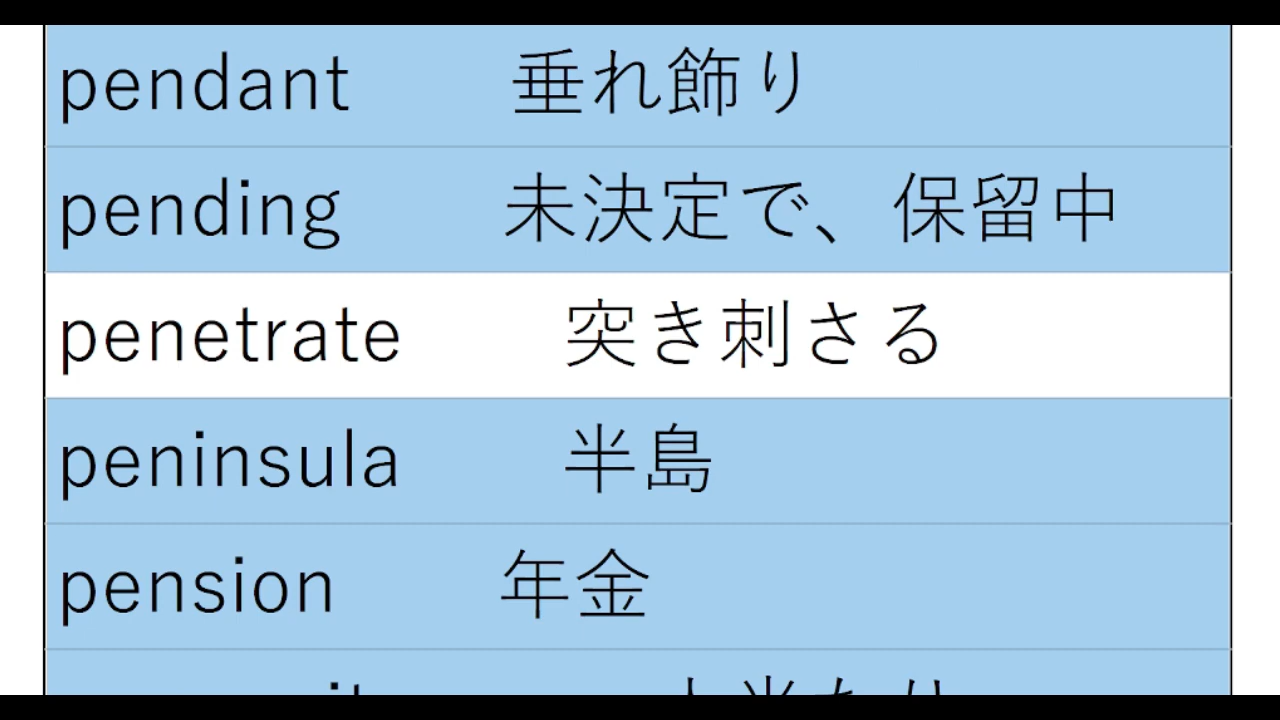 pendant 垂れ飾り
pending 未決定で、保留中
penetrate 突き刺さる
peninsula 半島
pension 年金